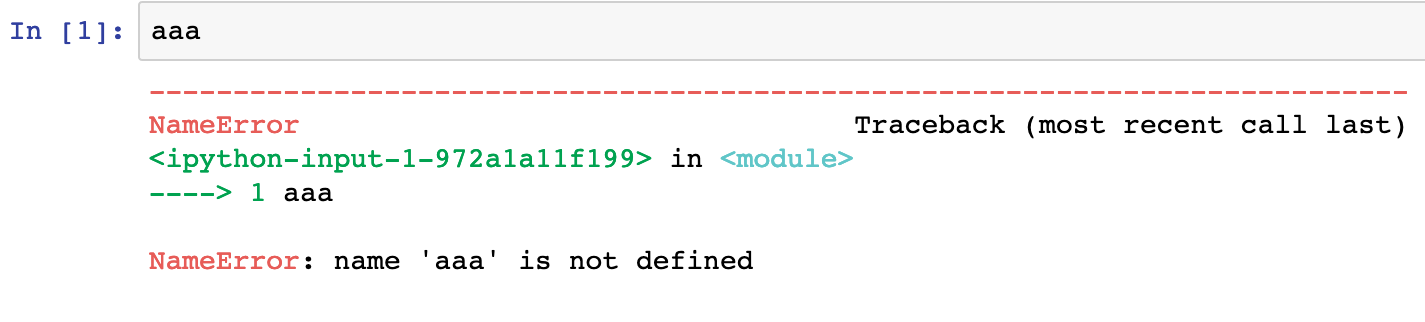 In [1]: aaa
---------------------------------------------------------------------------
NameError                                 Traceback (most recent call last)
<ipython-input-1-972a1a11f199> in <module>
----> 1 aaa
NameError: name 'aaa' is not defined